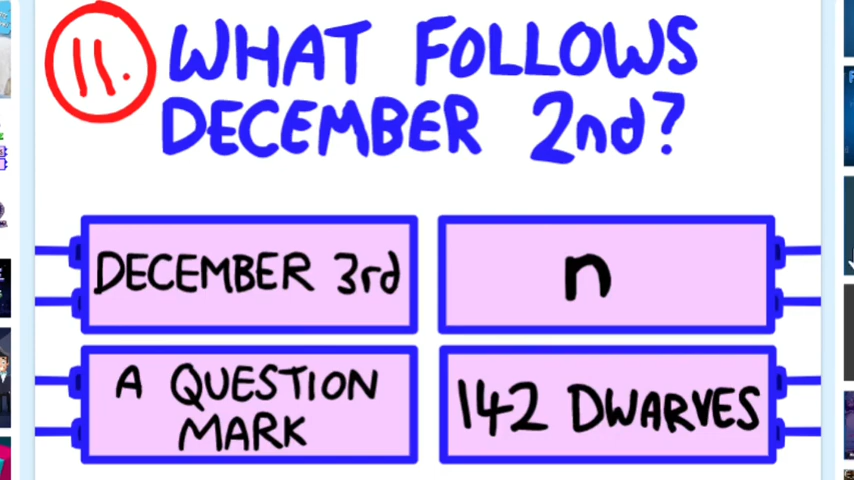 11.
WHAT FOLLOWS
DECEMBER 2nd?
DECEMBER 3rd
n
A QUESTION
MARK
142 DWARVES